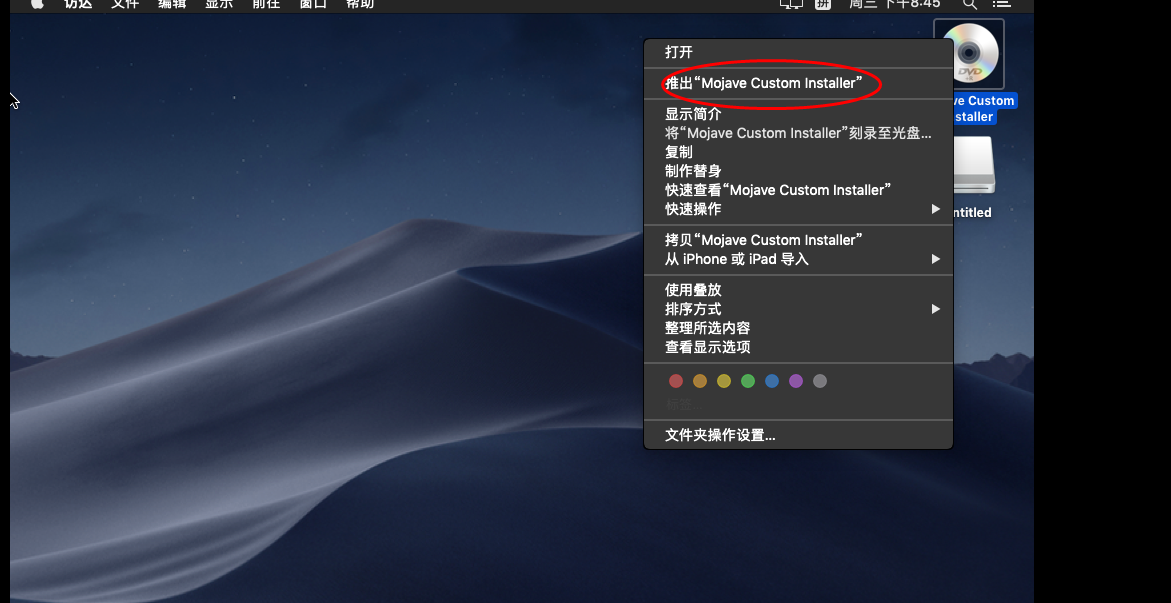 访达 文件 编辑 显示 前往 窗口 帮助
拼 周三 下午8:45
打开
推出“Mojave Custom Installer”
显示简介
将“Mojave Custom Installer”刻录至光盘...
复制
制作替身
快速查看“Mojave Custom Installer”
快速操作
拷贝“Mojave Custom Installer”
从 iPhone 或 iPad 导入
使用叠放
排序方式
整理所选内容
查看显示选项
标签...
文件夹操作设置...
DVD
ve Custom
staller
ntitled